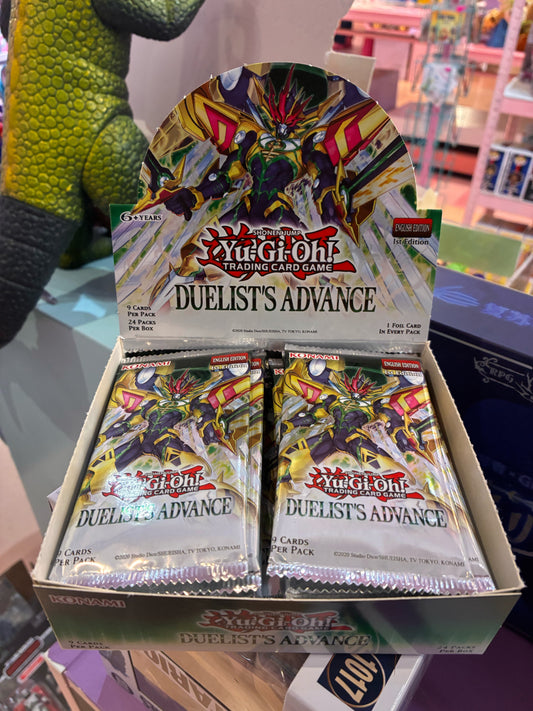 6+ YEARS
SHONEN JUMP
Yu-Gi-Oh!
TRADING CARD GAME
ENGLISH EDITION
1st Edition
DUELIST'S ADVANCE
9 CARDS
PER PACK
24 PACKS
PER BOX
©2020 Studio Dice/SHUEISHA, TV TOKYO, KONAMI
1 FOIL CARD
IN EVERY PACK
KONAMI
ENGLISH EDITION
Yu-Gi-Oh!
TRADING CARD GAME
DUELIST'S ADVANCE
9 CARDS
PER PACK
©2020 Studio Dice/SHUEISHA, TV TOKYO, KONAMI
KONAMI
ENGLISH EDITION
Yu-Gi-Oh!
TRADING CARD GAME
DUELIST'S ADVANCE
9 CARDS
PER PACK
©2020 Studio Dice/SHUEISHA, TV TOKYO, KONAMI
KONAMI
Yu-Gi-Oh!
TRADING CARD GAME
DUELIST'S ADVANCE
9 CARDS
PER PACK
24 PACKS
PER BOX
RPG
1017